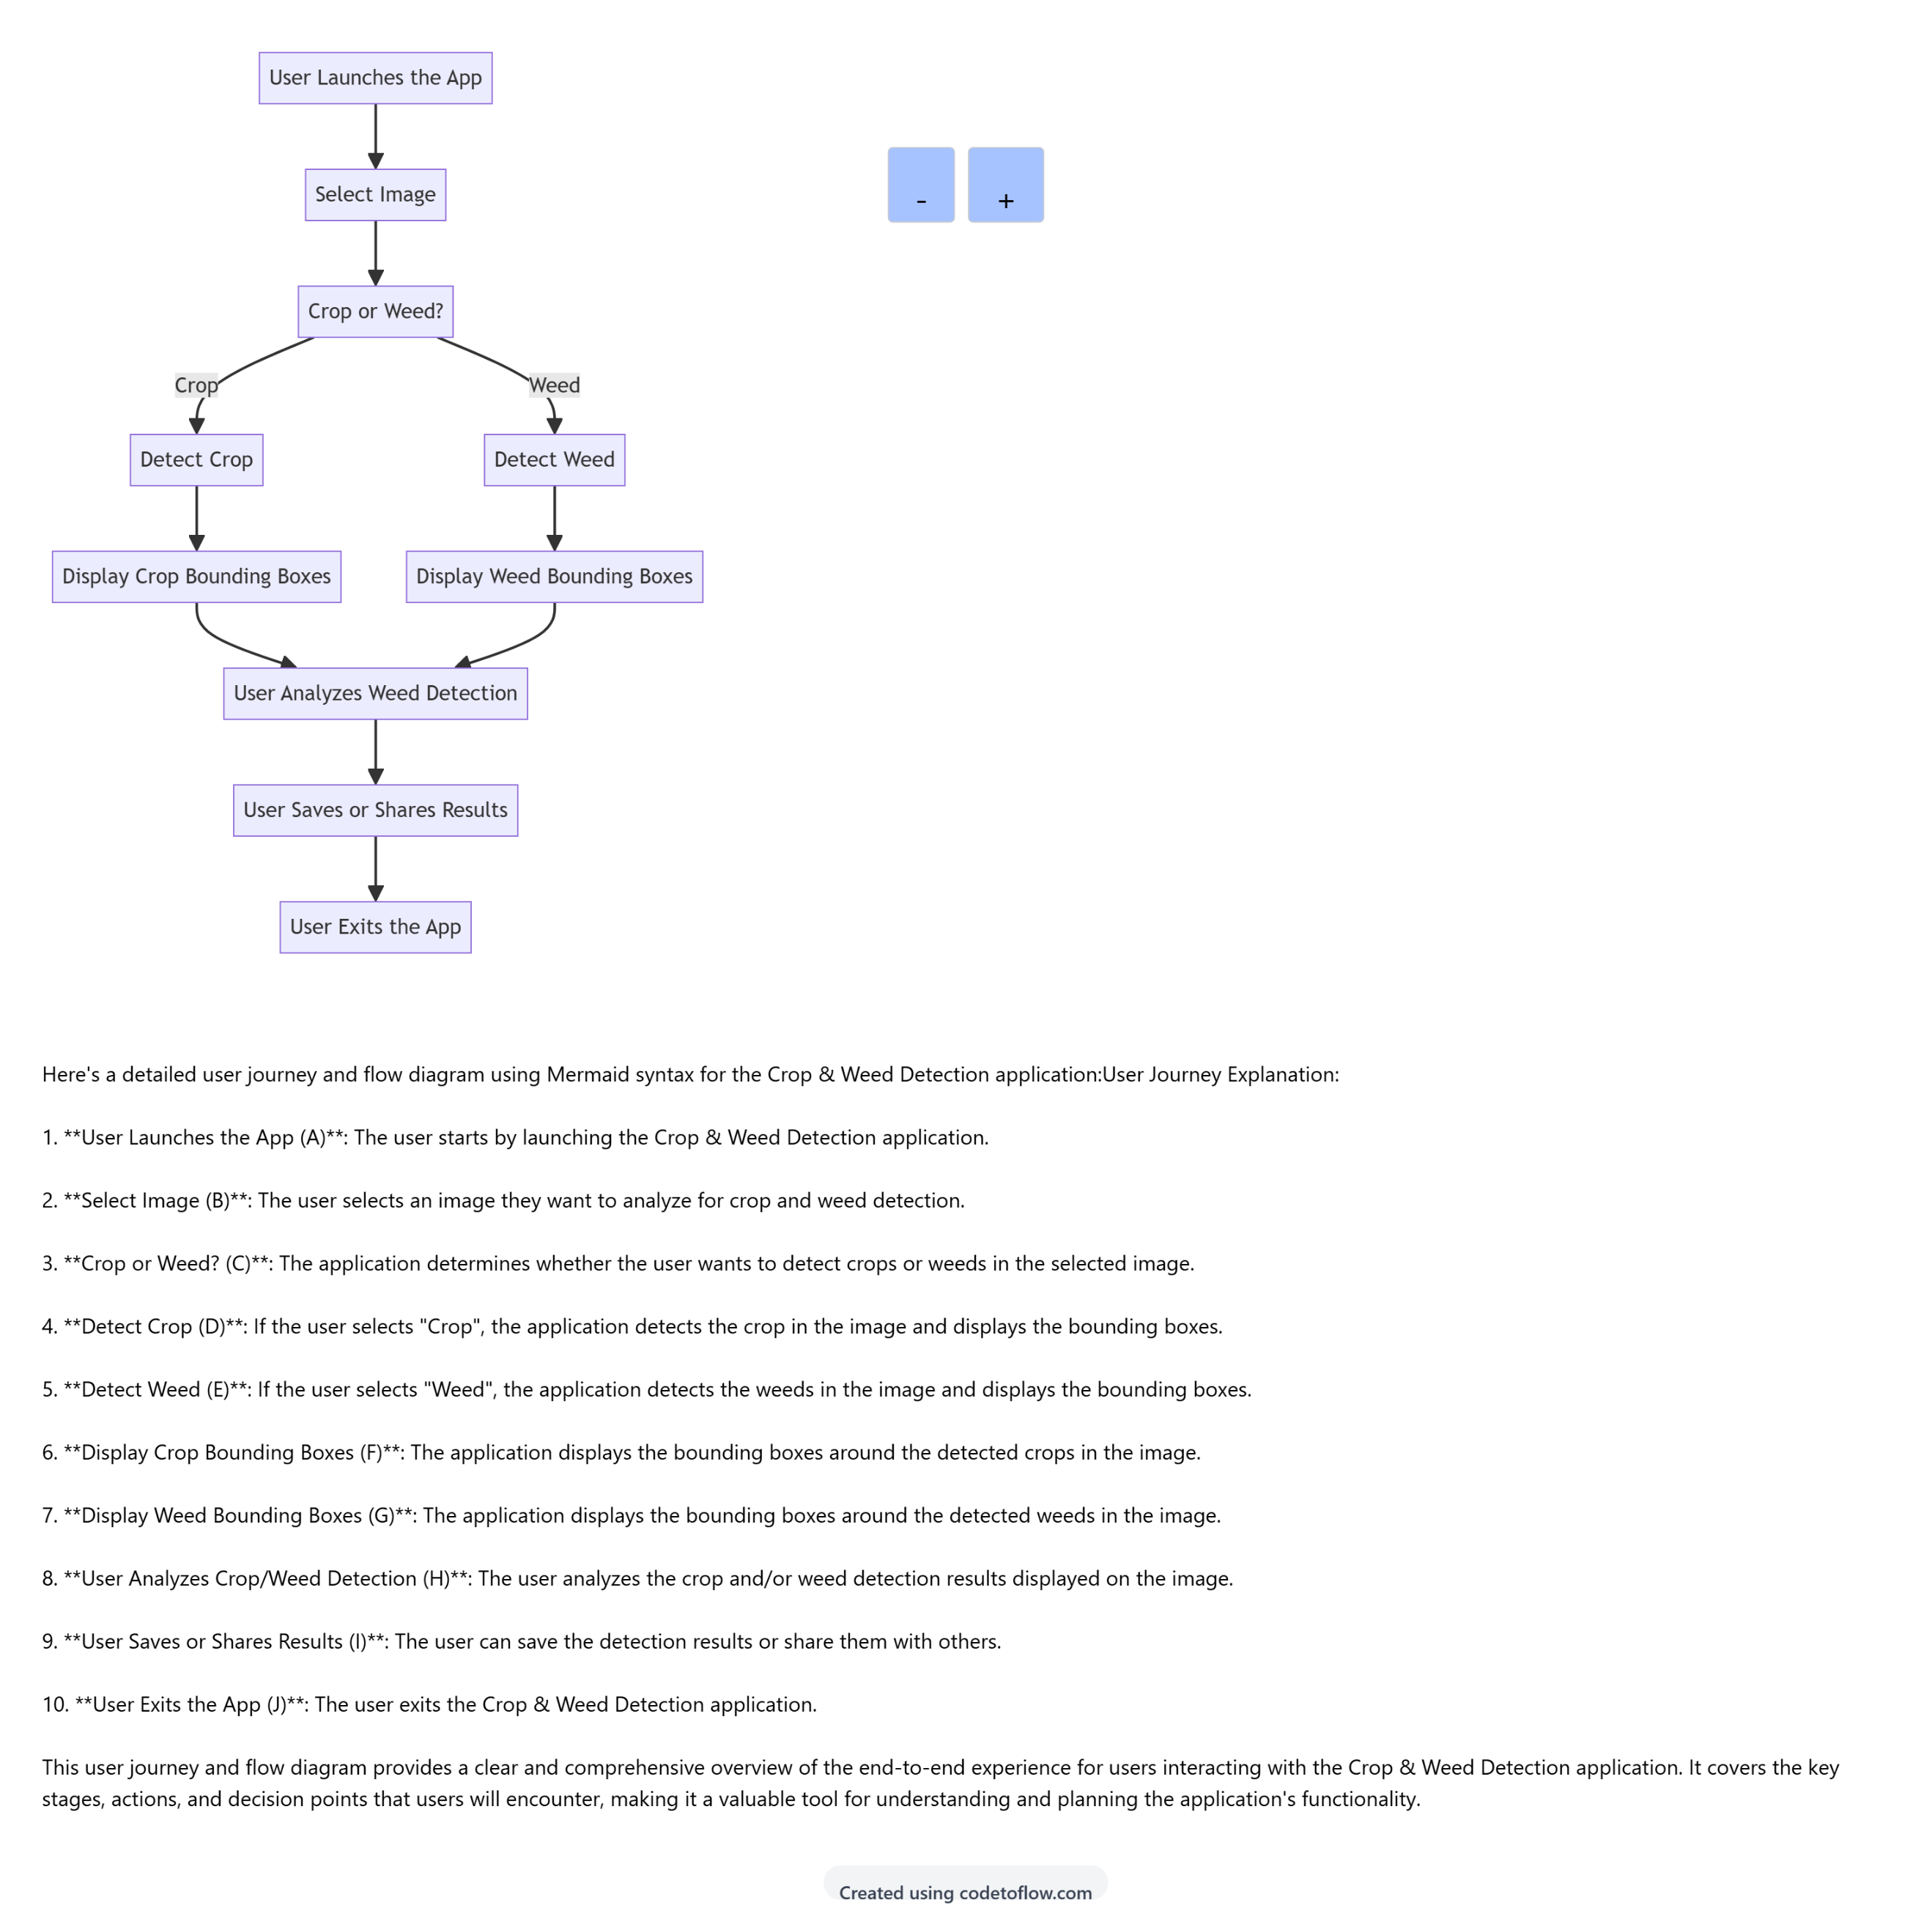 User Launches the App
Select Image
-
+
Crop or Weed?
Crop
Weed
Detect Crop
Detect Weed
Display Crop Bounding Boxes
Display Weed Bounding Boxes
User Analyzes Weed Detection
User Saves or Shares Results
User Exits the App
Here's a detailed user journey and flow diagram using Mermaid syntax for the Crop & Weed Detection application:User Journey Explanation:
1. **User Launches the App (A)**: The user starts by launching the Crop & Weed Detection application.
2. **Select Image (B)**: The user selects an image they want to analyze for crop and weed detection.
3. **Crop or Weed? (C)**: The application determines whether the user wants to detect crops or weeds in the selected image.
4. **Detect Crop (D)**: If the user selects "Crop", the application detects the crop in the image and displays the bounding boxes.
5. **Detect Weed (E)**: If the user selects "Weed", the application detects the weeds in the image and displays the bounding boxes.
6. **Display Crop Bounding Boxes (F)**: The application displays the bounding boxes around the detected crops in the image.
7. **Display Weed Bounding Boxes (G)**: The application displays the bounding boxes around the detected weeds in the image.
8. **User Analyzes Crop/Weed Detection (H)**: The user analyzes the crop and/or weed detection results displayed on the image.
9. **User Saves or Shares Results (I)**: The user can save the detection results or share them with others.
10. **User Exits the App (J)**: The user exits the Crop & Weed Detection application.
This user journey and flow diagram provides a clear and comprehensive overview of the end-to-end experience for users interacting with the Crop & Weed Detection application. It covers the key
stages, actions, and decision points that users will encounter, making it a valuable tool for understanding and planning the application's functionality.
Created using codetoflow.com